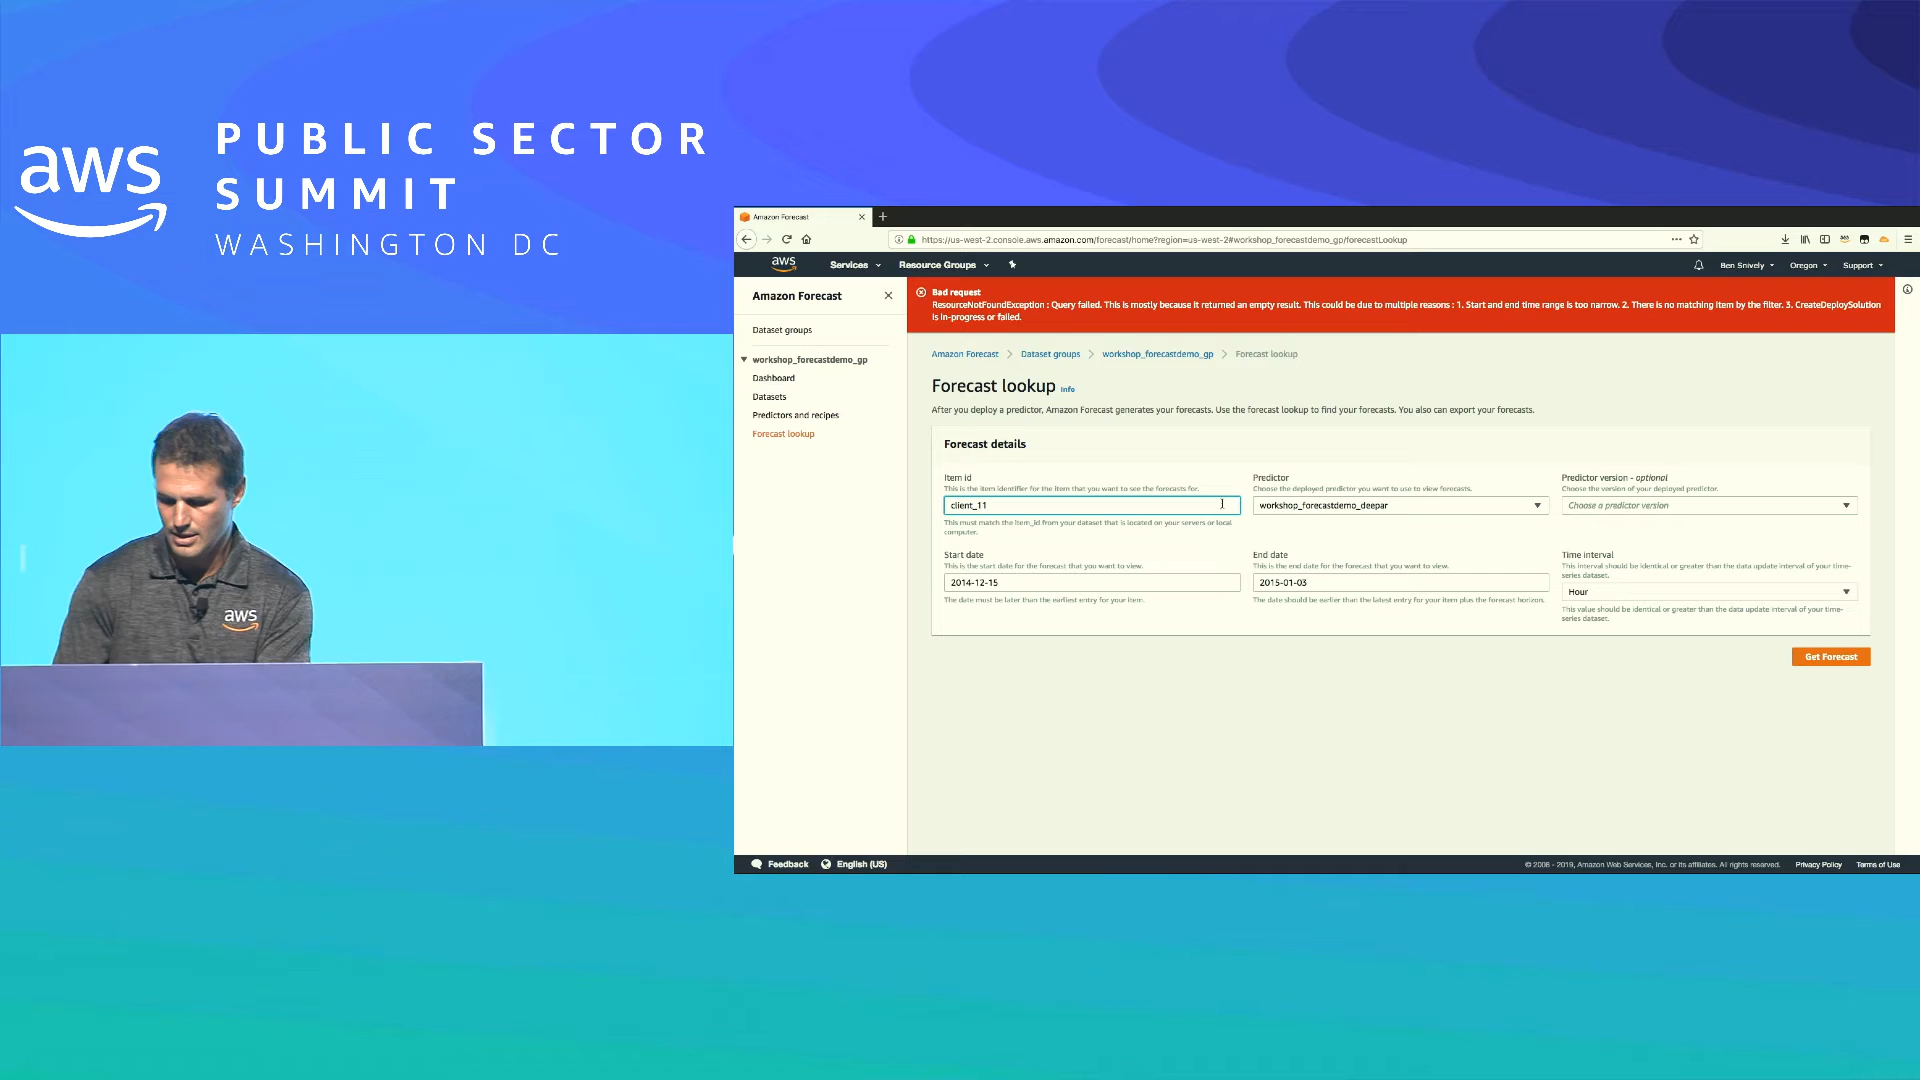 aws
PUBLIC SECTOR
SUMMIT
WASHINGTON DC
aws
Amazon Forecast
https://us-west-2.console.aws.amazon.com/forecast/home?region=us-west-2#workshop_forecastdemo_gp/forecastLookup
aws
Services
Resource Groups
Ben Snively
Oregon
Support
Amazon Forecast
Dataset groups
workshop_forecastdemo_gp
Dashboard
Datasets
Predictors and recipes
Forecast lookup
Bad request
ResourceNotFoundException : Query failed. This is mostly because it returned an empty result. This could be due to multiple reasons : 1. Start and end time range is too narrow. 2. There is no matching item by the filter. 3. CreateDeploySolution
is in-progress or failed.
Amazon Forecast > Dataset groups > workshop_forecastdemo_gp > Forecast lookup
Forecast lookup Info
After you deploy a predictor, Amazon Forecast generates your forecasts. Use the forecast lookup to find your forecasts. You also can export your forecasts.
Forecast details
Item id
This is the item identifier for the item that you want to see the forecasts for.
client_11
This must match the item_id from your dataset that is located on your servers or local
computer.
Predictor
Choose the deployed predictor you want to use to view forecasts.
workshop_forecastdemo_deepar
Predictor version - optional
Choose the version of your deployed predictor.
Choose a predictor version
Start date
This is the start date for the forecast that you want to view.
2014-12-15
The date must be later than the earliest entry for your item.
End date
This is the end date for the forecast that you want to view.
2015-01-03
The date should be earlier than the latest entry for your item plus the forecast horizon.
Time interval
This interval should be identical or greater than the data update interval of your time-
series dataset.
Hour
This value should be identical or greater than the data update interval of your time-
series dataset.
Get Forecast
Feedback
English (US)
© 2008 - 2019, Amazon Web Services, Inc. or its affiliates. All rights reserved.
Privacy Policy
Terms of Use